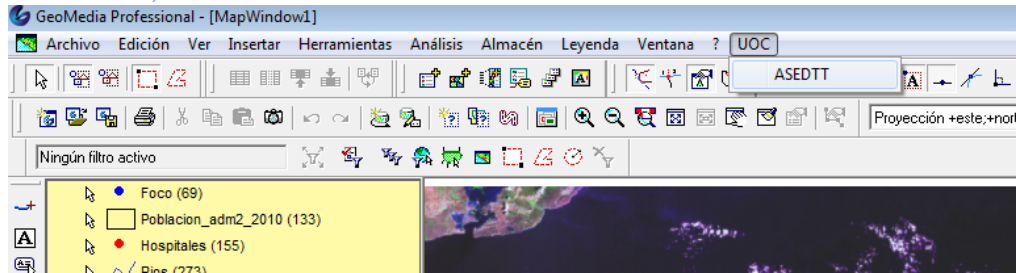 GeoMedia Professional - [MapWindow1]
Archivo Edición Ver Insertar Herramientas Análisis Almacén Leyenda Ventana ? UOC
ASEDTT
Proyección +este;+nort
Ningún filtro activo
Foco (69)
Poblacion_adm2_2010 (133)
A
Hospitales (155)
Rios (273)